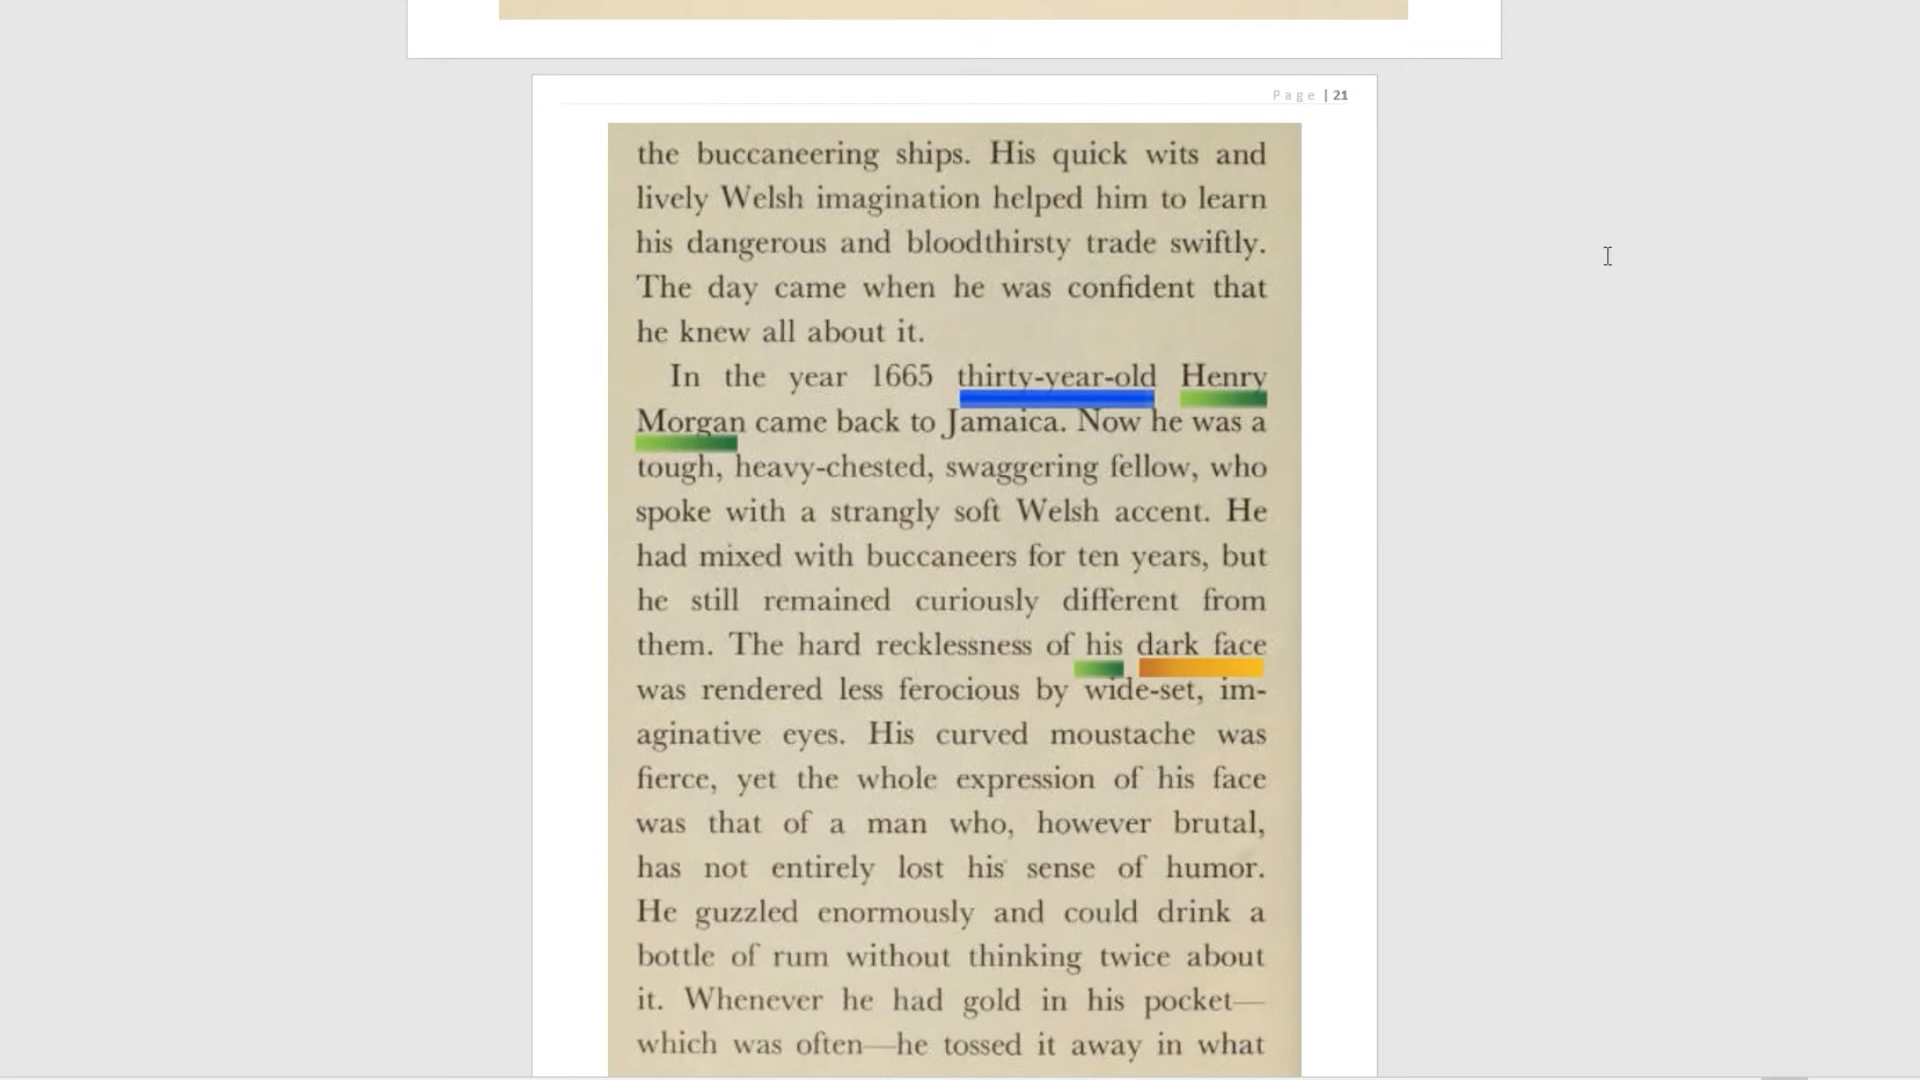 Page | 21
the buccaneering ships. His quick wits and
lively Welsh imagination helped him to learn
his dangerous and bloodthirsty trade swiftly.
The day came when he was confident that
he knew all about it.
In the year 1665 thirty-year-old Henry
Morgan came back to Jamaica. Now he was a
tough, heavy-chested, swaggering fellow, who
spoke with a strangly soft Welsh accent. He
had mixed with buccaneers for ten years, but
he still remained curiously different from
them. The hard recklessness of his dark face
was rendered less ferocious by wide-set, im-
aginative eyes. His curved moustache was
fierce, yet the whole expression of his face
was that of a man who, however brutal,
has not entirely lost his sense of humor.
He guzzled enormously and could drink a
bottle of rum without thinking twice about
it. Whenever he had gold in his pocket—
which was often—he tossed it away in what